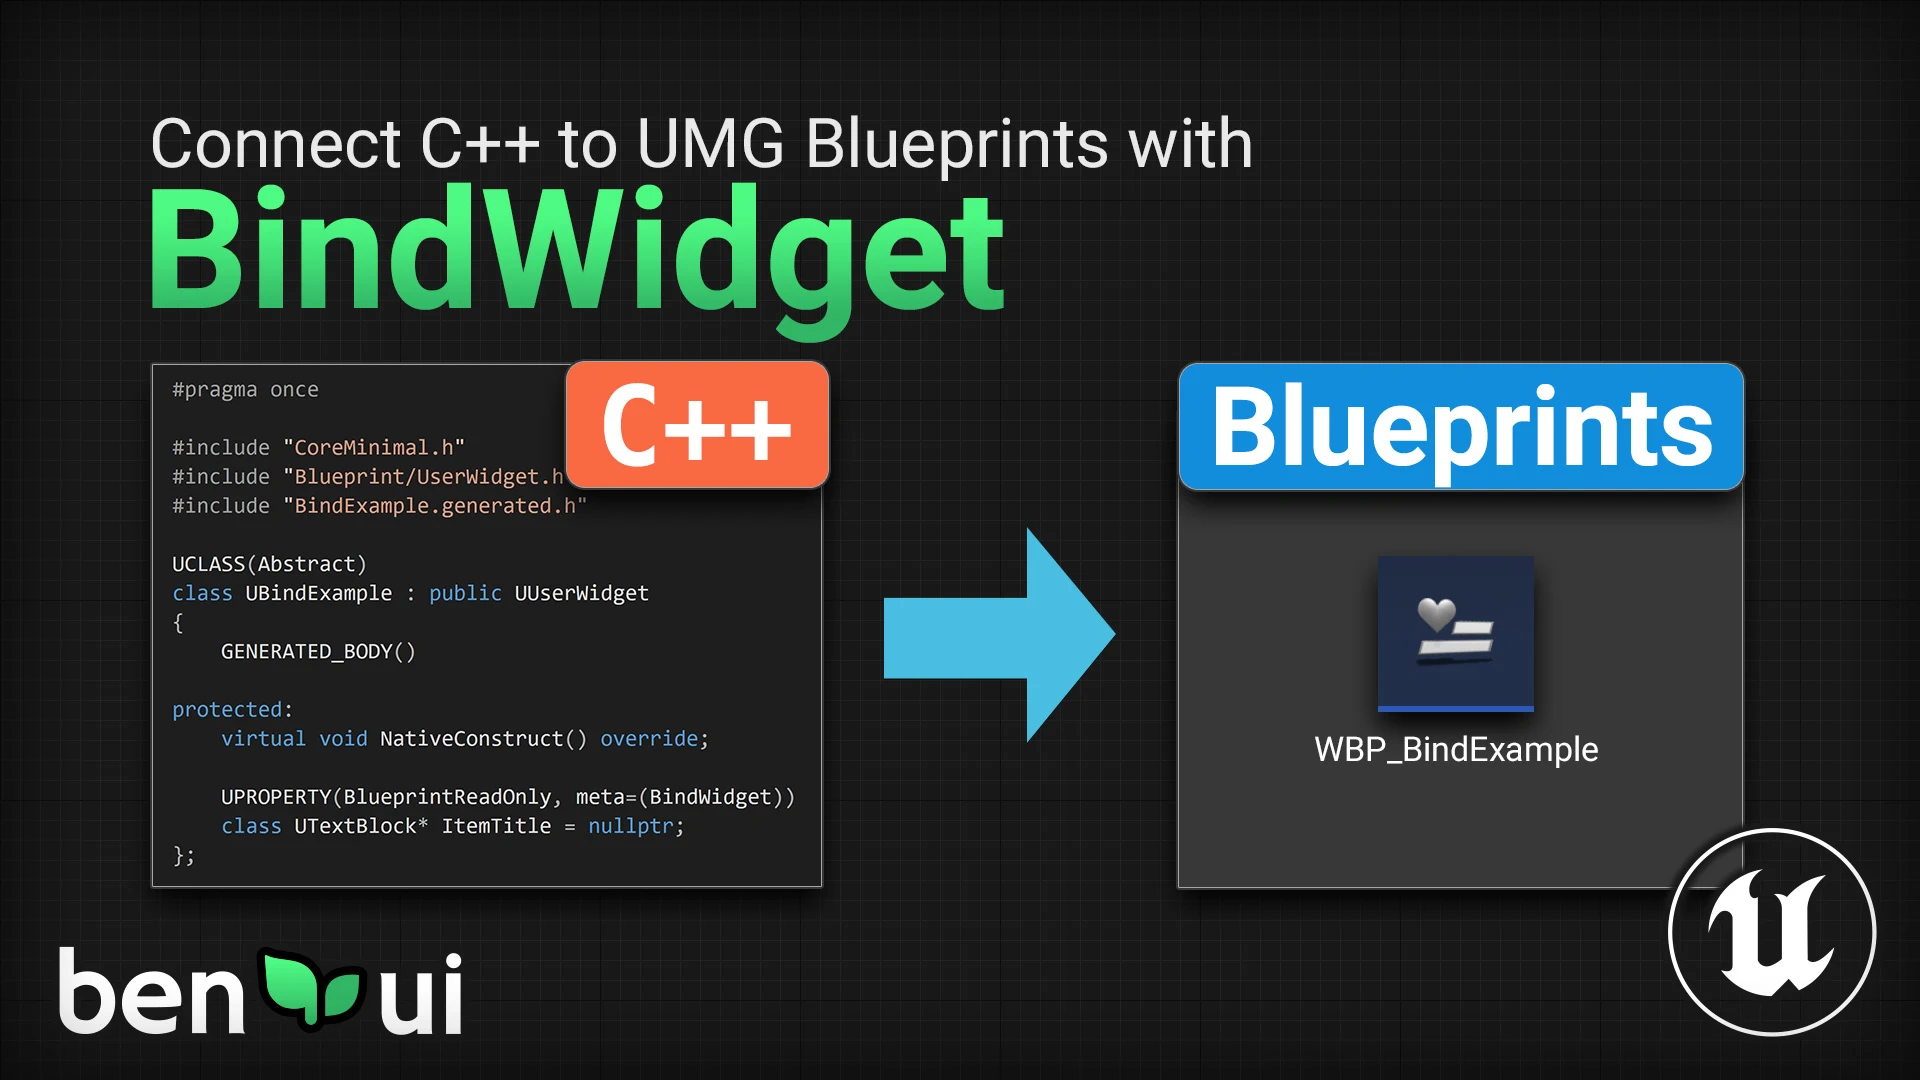 Connect C++ to UMG Blueprints with
BindWidget
C++
#pragma once
#include "CoreMinimal.h"
#include "Blueprint/UserWidget.h
#include "BindExample.generated.h"
UCLASS(Abstract)
class UBindExample : public UUserWidget
{
GENERATED_BODY()
protected:
virtual void NativeConstruct() override;
UPROPERTY(BlueprintReadOnly, meta=(BindWidget))
class UTextBlock* ItemTitle = nullptr;
};
Blueprints
WBP_BindExample
ben ui